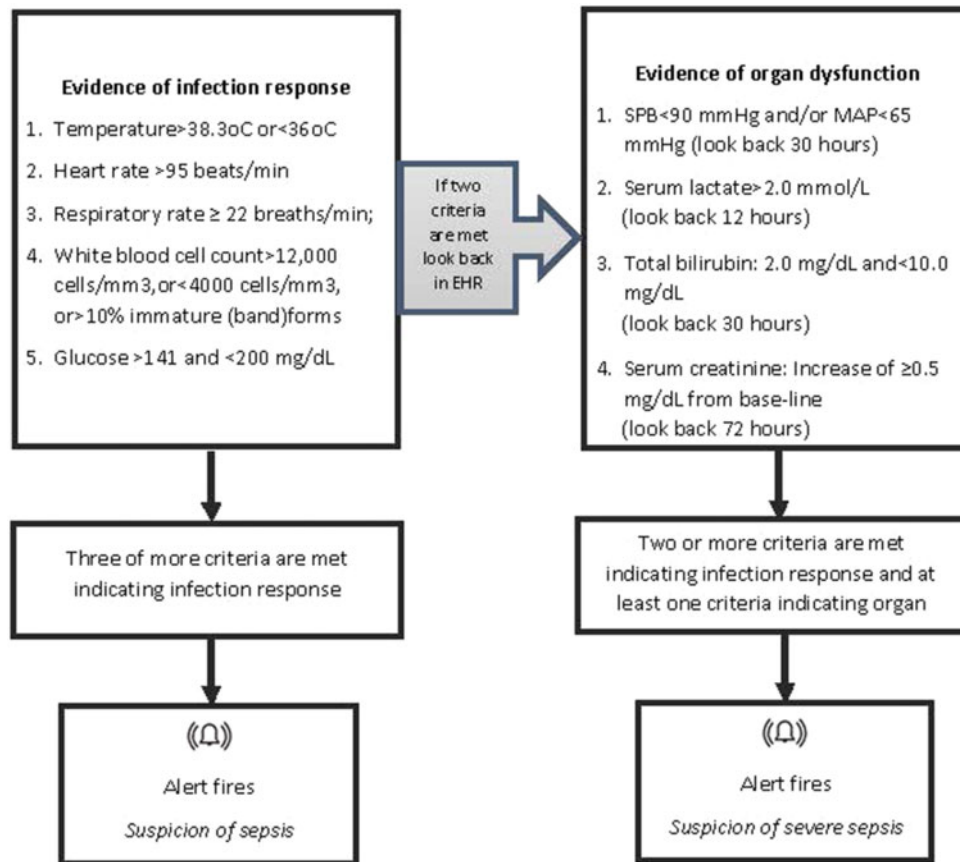 Evidence of infection response
1. Temperature>38.3oC or<36oC
2. Heart rate >95 beats/min
3. Respiratory rate ≥ 22 breaths/min;
4. White blood cell count>12,000
cells/mm3,or<4000 cells/mm3,
or>10% immature (band)forms
5. Glucose >141 and <200 mg/dL
If two
criteria
are met
look back
in EHR
Evidence of organ dysfunction
1. SPB<90 mmHg and/or MAP<65
mmHg (look back 30 hours)
2. Serum lactate>2.0 mmol/L
(look back 12 hours)
3. Total bilirubin: 2.0 mg/dL and<10.0
mg/dL
(look back 30 hours)
4. Serum creatinine: Increase of ≥0.5
mg/dL from base-line
(look back 72 hours)
Three of more criteria are met
indicating infection response
Two or more criteria are met
indicating infection response and at
least one criteria indicating organ
Alert fires
Suspicion of sepsis
Alert fires
Suspicion of severe sepsis